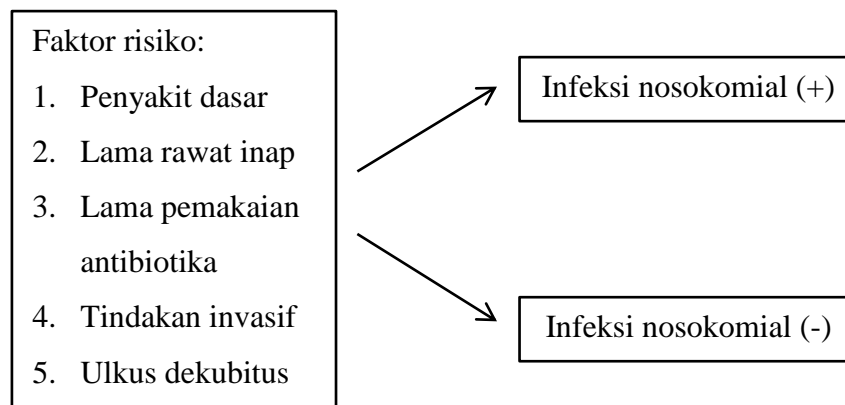 Faktor risiko:
1. Penyakit dasar
2. Lama rawat inap
3. Lama pemakaian
antibiotika
4. Tindakan invasif
5. Ulkus dekubitus
Infeksi nosokomial (+)
Infeksi nosokomial (-)